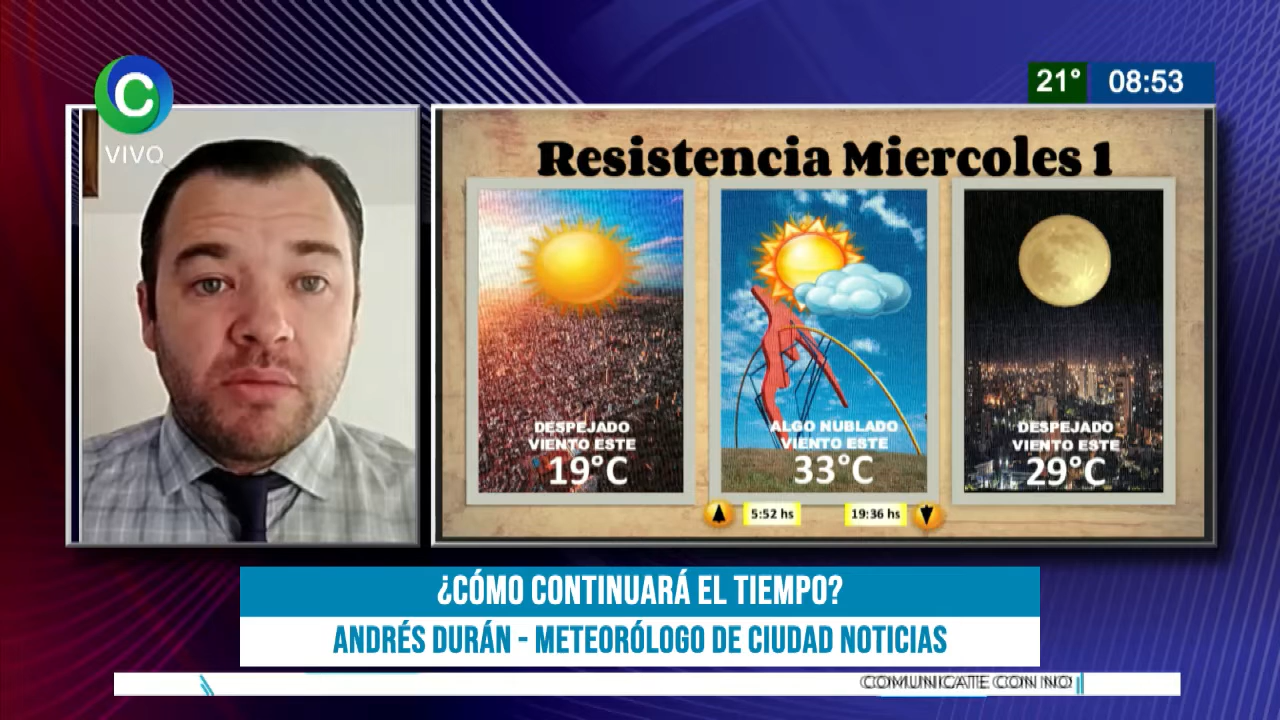 C
VIVO
21° 08:53
Resistencia Miercoles 1
DESPEJADO
VIENTO ESTE
19°C
ALGO NUBLADO
VIENTO ESTE
33°C
DESPEJADO
VIENTO ESTE
29°C
5:52 hs
19:36 hs
¿CÓMO CONTINUARÁ EL TIEMPO?
ANDRÉS DURÁN - METEORÓLOGO DE CIUDAD NOTICIAS
COMUNICATE CON NO